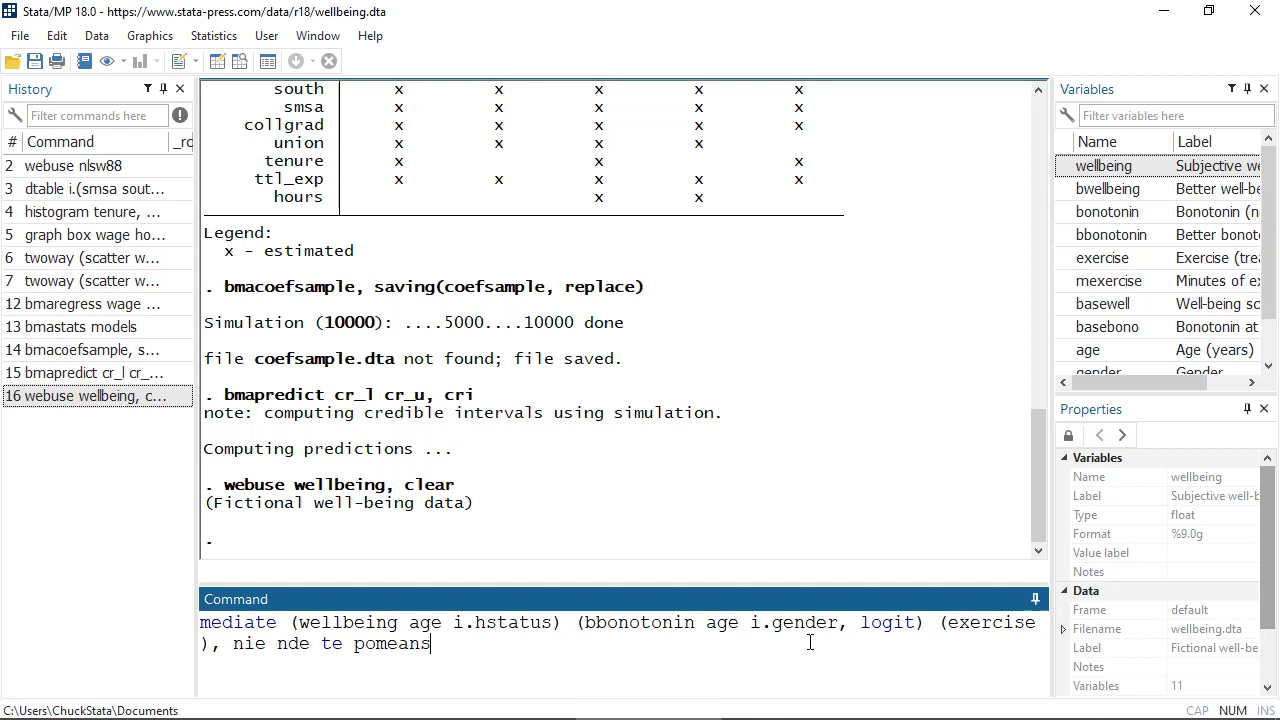 Stata/MP 18.0 - https://www.stata-press.com/data/r18/wellbeing.dta
File Edit Data Graphics Statistics User Window Help
History
Filter commands here
# Command _rc
2 webuse nlsw88
3 dtable i.(smsa sout...
4 histogram tenure, ...
5 graph box wage ho...
6 twoway (scatter w...
7 twoway (scatter w...
12 bmaregress wage ...
13 bmastats models
14 bmacoefsample, s...
15 bmapredict cr_l cr_...
16 webuse wellbeing, c...
south x x x x x
smsa x x x x x
collgrad x x x x x
union x x x x
tenure x x x
ttl_exp x x x x x
hours x x
Legend:
x - estimated
. bmacoefsample, saving(coefsample, replace)
Simulation (10000): ....5000....10000 done
file coefsample.dta not found; file saved.
. bmapredict cr_l cr_u, cri
note: computing credible intervals using simulation.
Computing predictions ...
. webuse wellbeing, clear
(Fictional well-being data)
.
Command
mediate (wellbeing age i.hstatus) (bbonotonin age i.gender, logit) (exercise
), nie nde te pomeans
Variables
Filter variables here
Name Label
wellbeing Subjective we
bwellbeing Better well-be
bonotonin Bonotonin (n
bbonotonin Better bonot
exercise Exercise (trea
mexercise Minutes of ex
basewell Well-being sc
basebono Bonotonin at
age Age (years)
gender Gender
Properties
Variables
Name wellbeing
Label Subjective well-b
Type float
Format %9.0g
Value label
Notes
Data
Frame default
Filename wellbeing.dta
Label Fictional well-be
Notes
Variables 11
C:\Users\ChuckStata\Documents
CAP NUM INS